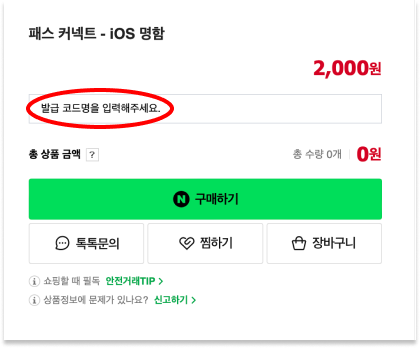 패스 커넥트 - iOS 명함
2,000원
발급 코드명을 입력해주세요.
총 상품 금액 ? 총 수량 0개 0원
N 구매하기
톡톡문의 찜하기 장바구니
쇼핑할 때 필독 안전거래TIP >
상품정보에 문제가 있나요? 신고하기 >